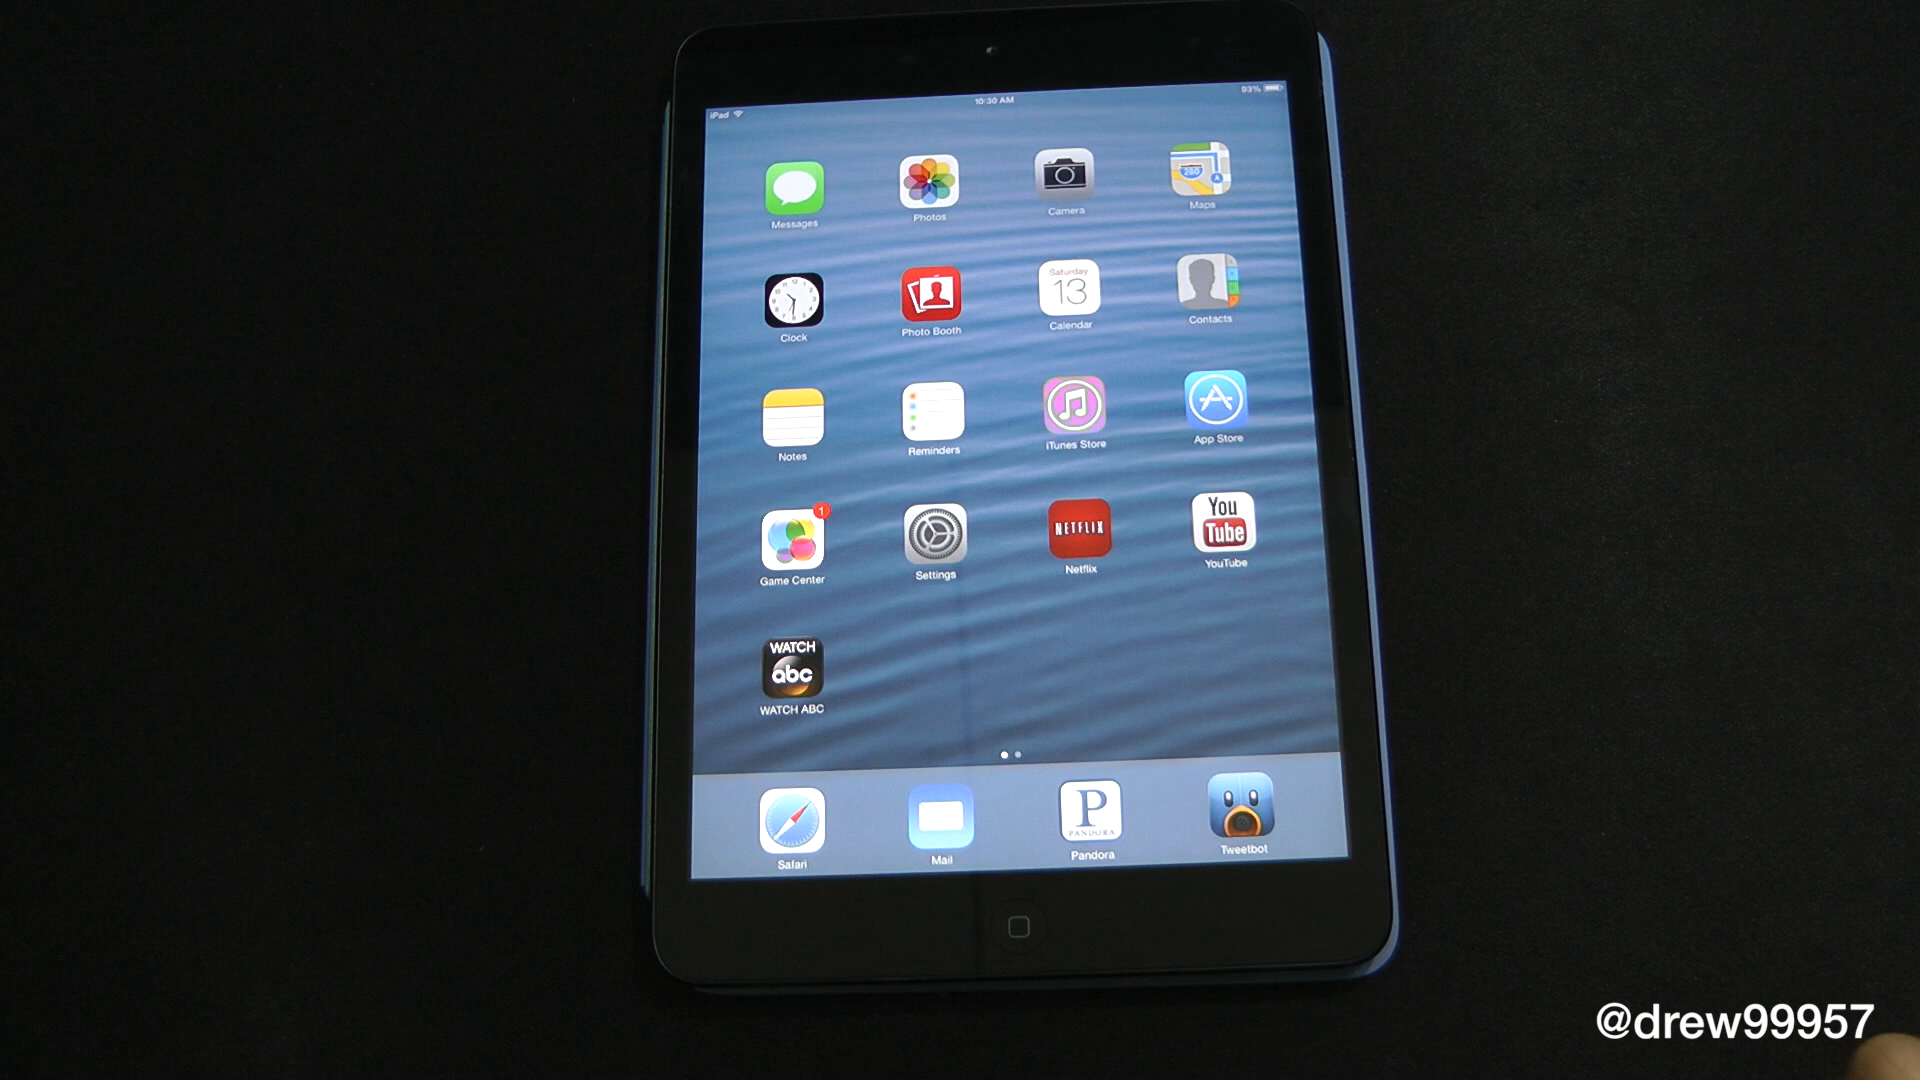 iPad
10:30 AM
93%
Messages
Photos
Camera
280
Maps
Clock
Photo Booth
Saturday
13
Calendar
Contacts
Notes
Reminders
iTunes Store
App Store
1
Game Center
Settings
NETFLIX
Netflix
You
Tube
YouTube
WATCH
abc
WATCH ABC
Safari
Mail
P
PANDORA
Pandora
Tweetbot
@drew99957